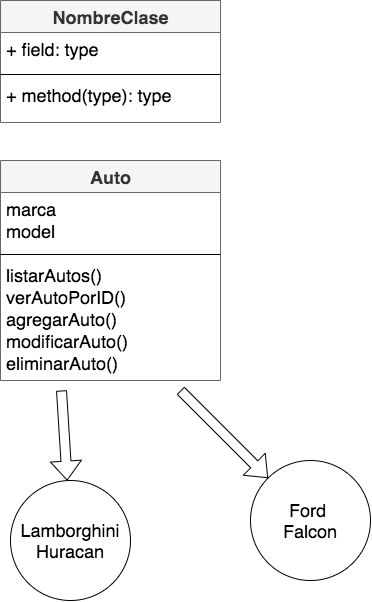 NombreClase
+ field: type
+ method(type): type
Auto
marca
model
listarAutos()
verAutoPorID()
agregarAuto()
modificarAuto()
eliminarAuto()
Lamborghini
Huracan
Ford
Falcon